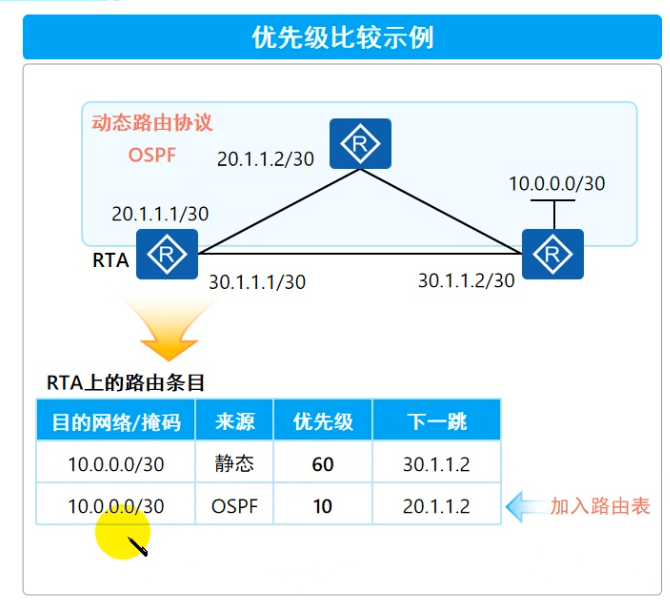 优先级比较示例
动态路由协议
OSPF
20.1.1.2/30
10.0.0.0/30
20.1.1.1/30
R
RTA
R
R
30.1.1.1/30
30.1.1.2/30
RTA上的路由条目
目的网络/掩码 来源 优先级 下一跳
10.0.0.0/30 静态 60 30.1.1.2
10.0.0.0/30 OSPF 10 20.1.1.2 加入路由表